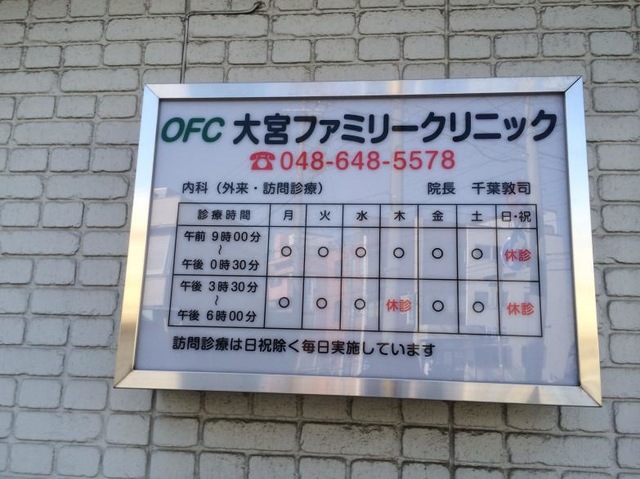 OFC 大宮ファミリークリニック
☎048-648-5578
内科（外来・訪問診療） 院長 千葉敦司
診療時間 月 火 水 木 金 土 日・祝
午前 9時00分
〜
午後 0時30分
○ ○ ○ ○ ○ ○ 休診
午後 3時30分
〜
午後 6時00分
○ ○ ○ 休診 ○ ○ 休診
訪問診療は日祝除く毎日実施しています